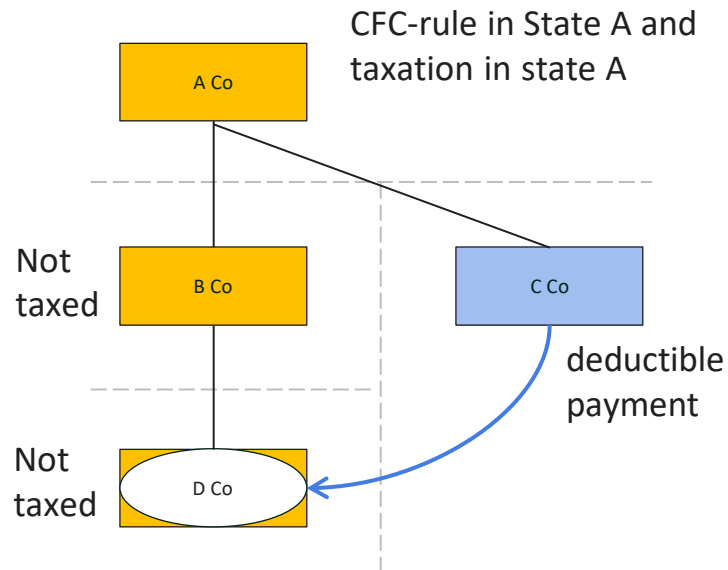 CFC-rule in State A and
taxation in state A
A Co
Not
taxed
B Co
C Co
deductible
payment
Not
taxed
D Co